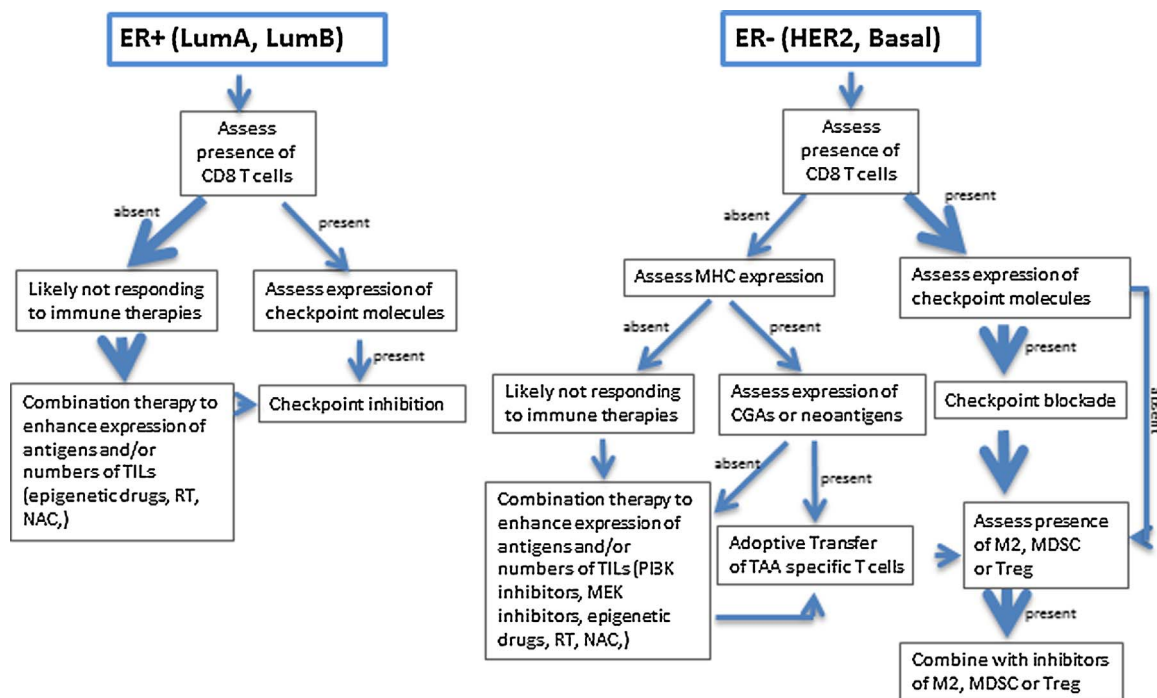 ER+ (LumA, LumB)
Assess
presence of
CD8 T cells
absent
present
Likely not responding
to immune therapies
Assess expression of
checkpoint molecules
present
Combination therapy to
enhance expression of
antigens and/or
numbers of TILs
(epigenetic drugs, RT,
NAC,)
Checkpoint inhibition
ER- (HER2, Basal)
Assess
presence of
CD8 T cells
absent
present
Assess MHC expression
Assess expression of
checkpoint molecules
absent
present
present
absent
Likely not responding
to immune therapies
Assess expression of
CGAs or neoantigens
Checkpoint blockade
absent
present
Combination therapy to
enhance expression of
antigens and/or
numbers of TILs (PI3K
inhibitors, MEK
inhibitors, epigenetic
drugs, RT, NAC,)
Adoptive Transfer
of TAA specific T cells
Assess presence
of M2, MDSC
or Treg
present
Combine with inhibitors
of M2, MDSC or Treg